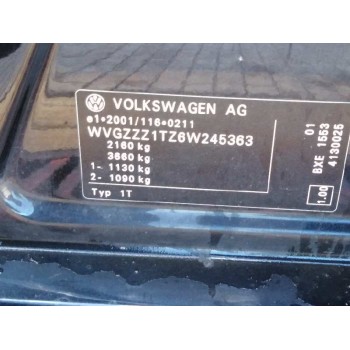 VOLKSWAGEN AG
e1*2001/116*0211
WVGZZZ1TZ6W245363
2160 kg
3660 kg
1- 1130 kg
2- 1090 kg
Typ 1T
01
BXE 1553
4130025
1.00